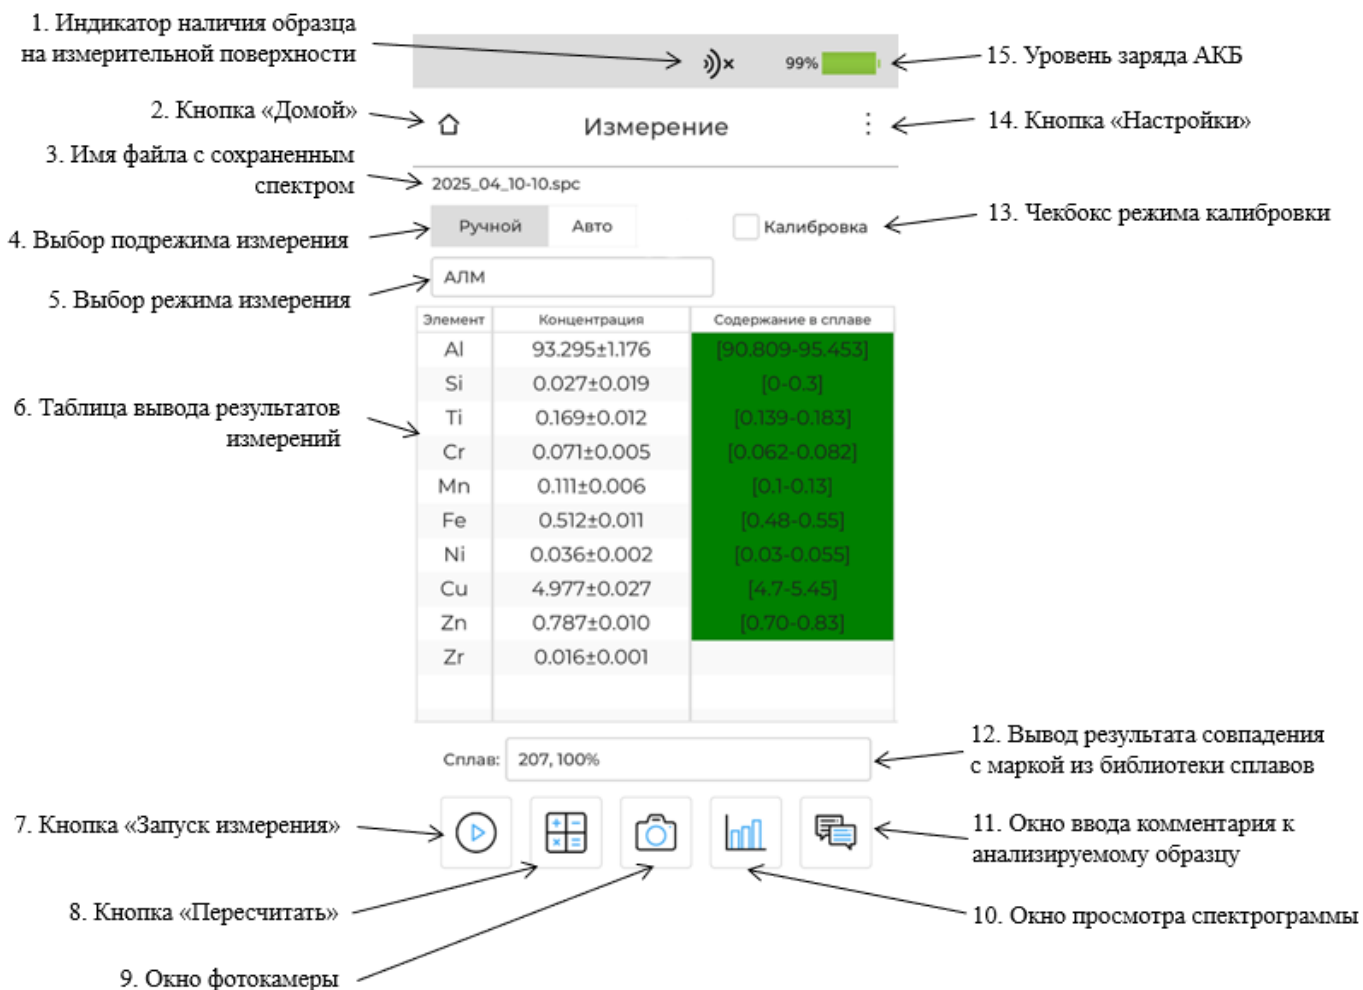 1. Индикатор наличия образца
на измерительной поверхности
99%
15. Уровень заряда АКБ
2. Кнопка «Домой»
Измерение
14. Кнопка «Настройки»
3. Имя файла с сохраненным
спектром
2025_04_10-10.spc
4. Выбор подрежима измерения
Ручной
Авто
Калибровка
13. Чекбокс режима калибровки
5. Выбор режима измерения
АЛМ
6. Таблица вывода результатов
измерений
Элемент Концентрация Содержание в сплаве
Al 93.295±1.176 [90.809-95.453]
Si 0.027±0.019 [0-0.3]
Ti 0.169±0.012 [0.139-0.183]
Cr 0.071±0.005 [0.062-0.082]
Mn 0.111±0.006 [0.1-0.13]
Fe 0.512±0.011 [0.48-0.55]
Ni 0.036±0.002 [0.03-0.055]
Cu 4.977±0.027 [4.7-5.45]
Zn 0.787±0.010 [0.70-0.83]
Zr 0.016±0.001
Сплав: 207, 100%
12. Вывод результата совпадения
с маркой из библиотеки сплавов
7. Кнопка «Запуск измерения»
11. Окно ввода комментария к
анализируемому образцу
8. Кнопка «Пересчитать»
10. Окно просмотра спектрограммы
9. Окно фотокамеры